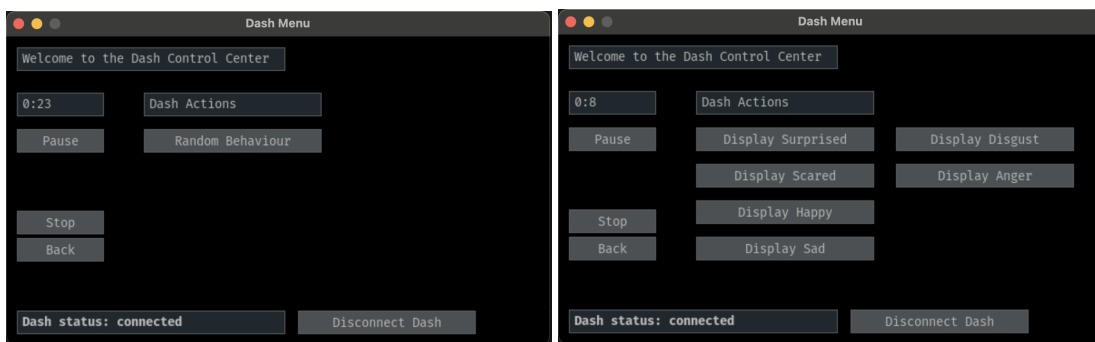 Dash Menu
Welcome to the Dash Control Center
0:23
Dash Actions
Pause
Random Behaviour
Stop
Back
Dash status: connected
Disconnect Dash
Dash Menu
Welcome to the Dash Control Center
0:8
Dash Actions
Pause
Display Surprised
Display Disgust
Display Scared
Display Anger
Display Happy
Stop
Back
Display Sad
Dash status: connected
Disconnect Dash